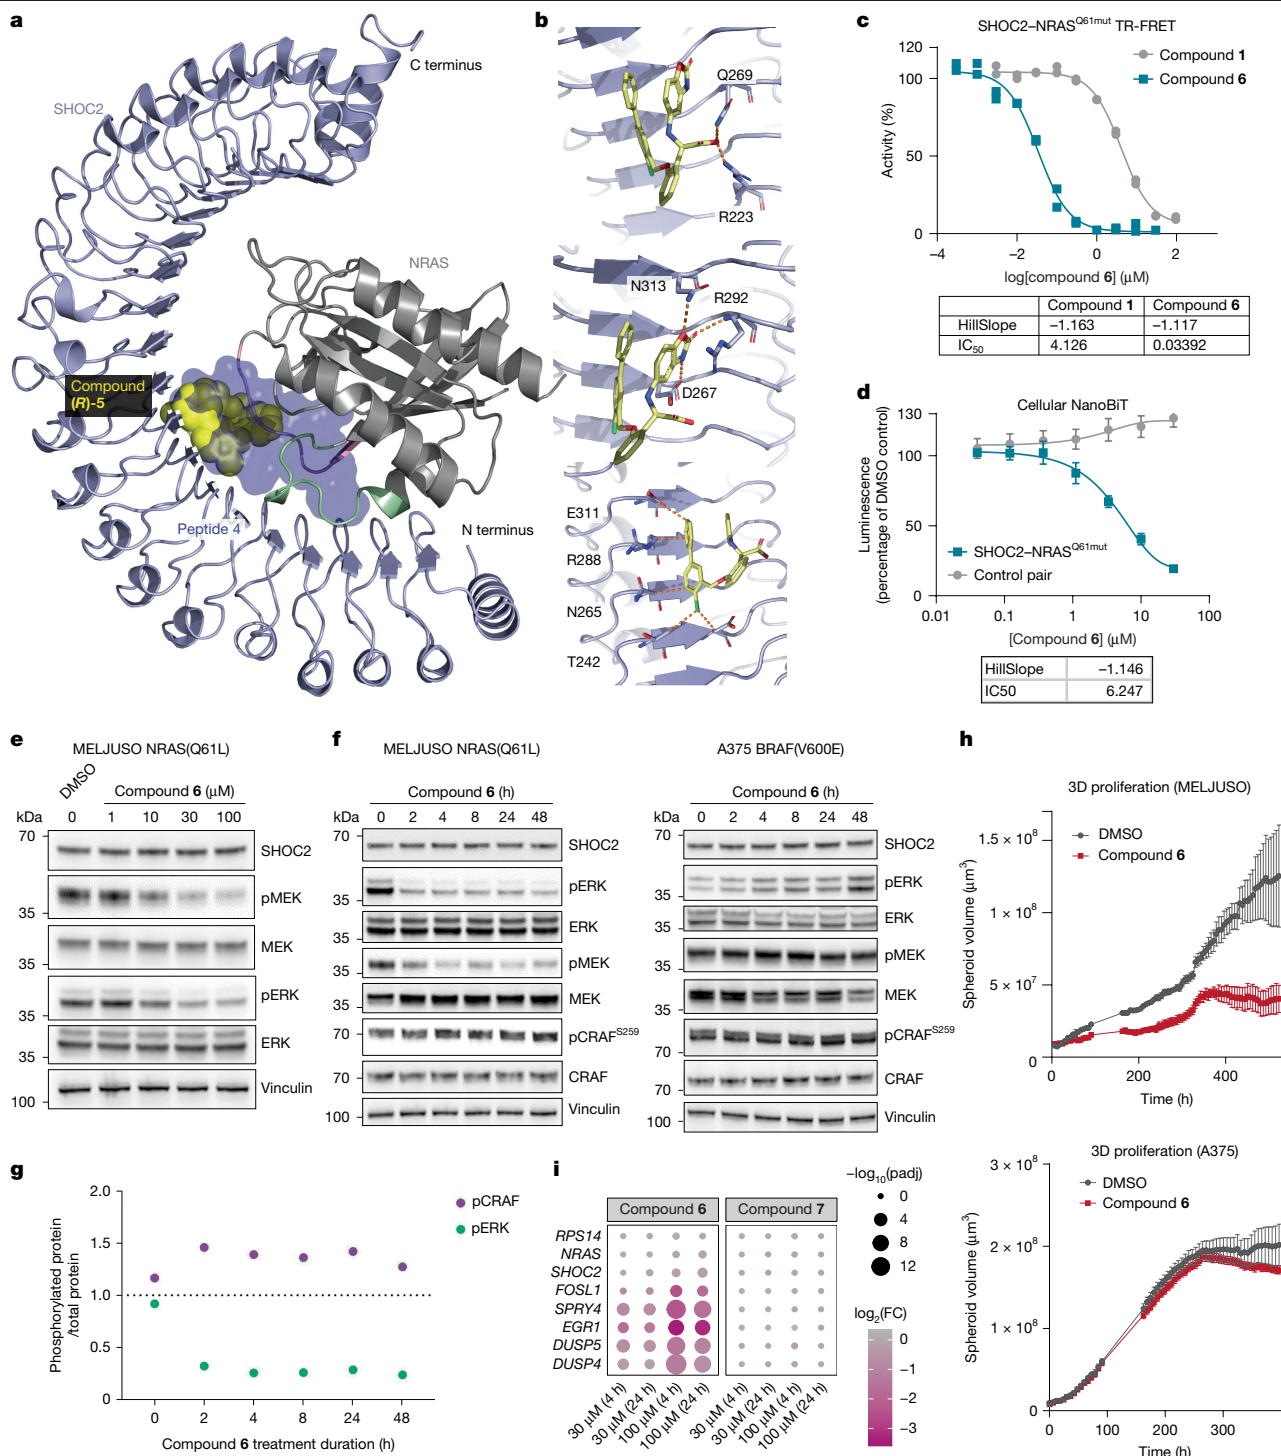 a
SHOC2
C terminus
NRAS
Compound
(R)-5
Peptide 4
N terminus
b
Q269
R223
N313
R292
D267
E311
R288
N265
T242
c
SHOC2–NRASQ61mut TR-FRET
Compound 1
Compound 6
Activity (%)
120
100
50
0
–4
–2
0
2
log[compound 6] (μM)
Compound 1 Compound 6
HillSlope –1.163 –1.117
IC50 4.126 0.03392
d
Cellular NanoBiT
Luminescence
(percentage of DMSO control)
130
100
50
0
SHOC2–NRASQ61mut
Control pair
0.01 0.1 1 10 100
[Compound 6] (μM)
HillSlope –1.146
IC50 6.247
e
MELJUSO NRAS(Q61L)
DMSO
Compound 6 (μM)
kDa 0 1 10 30 100
70
SHOC2
pMEK
35
MEK
35
pERK
35
ERK
35
Vinculin
100
f
MELJUSO NRAS(Q61L)
Compound 6 (h)
kDa 0 2 4 8 24 48
70
SHOC2
pERK
35
ERK
35
pMEK
35
MEK
35
pCRAFS259
70
CRAF
70
Vinculin
100
A375 BRAF(V600E)
Compound 6 (h)
kDa 0 2 4 8 24 48
70
SHOC2
pERK
35
ERK
35
pMEK
35
MEK
35
pCRAFS259
70
CRAF
70
Vinculin
100
g
Phosphorylated protein
/total protein
2.0
1.5
1.0
0.5
0
pCRAF
pERK
0 2 4 8 24 48
Compound 6 treatment duration (h)
h
3D proliferation (MELJUSO)
DMSO
Compound 6
Spheroid volume (μm3)
1.5 × 108
1 × 108
5 × 107
0
0 200 400
Time (h)
3D proliferation (A375)
DMSO
Compound 6
Spheroid volume (μm3)
3 × 108
2 × 108
1 × 108
0
0 100 200 300
Time (h)
i
Compound 6 Compound 7
RPS14
NRAS
SHOC2
FOSL1
SPRY4
EGR1
DUSP5
DUSP4
30 μM (4 h)
30 μM (24 h)
100 μM (4 h)
100 μM (24 h)
30 μM (4 h)
30 μM (24 h)
100 μM (4 h)
100 μM (24 h)
–log10(padj)
0
4
8
12
log2(FC)
0
–1
–2
–3